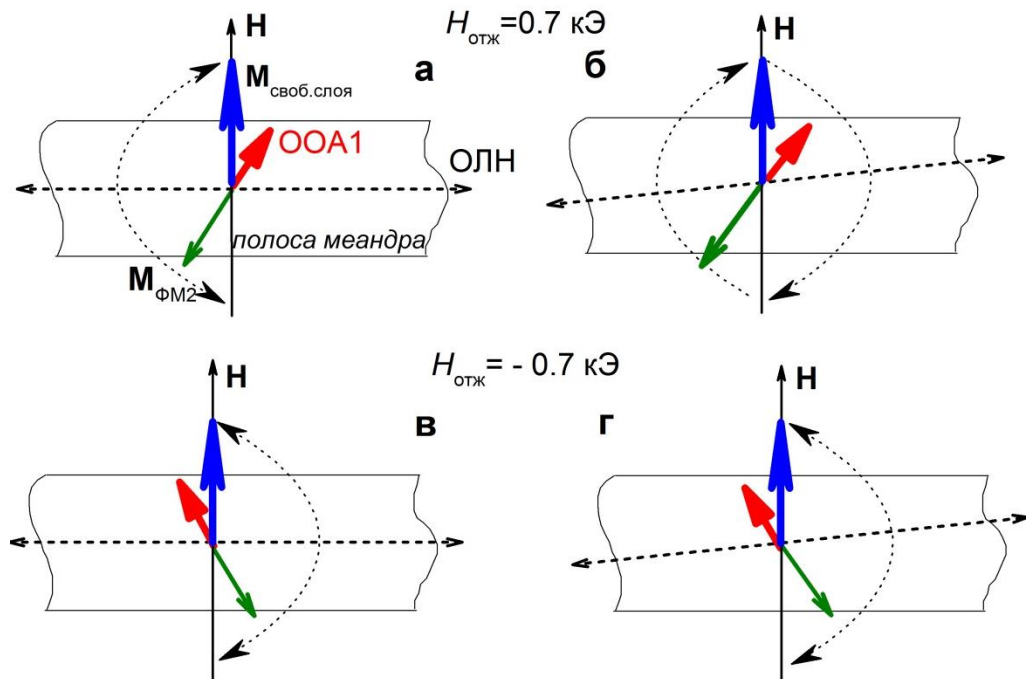 H
Hотж=0.7 кЭ
H
Mсвоб.слоя
а
б
ООА1
ОЛН
полоса меандра
MФМ2
Hотж= - 0.7 кЭ
H
в
г
H